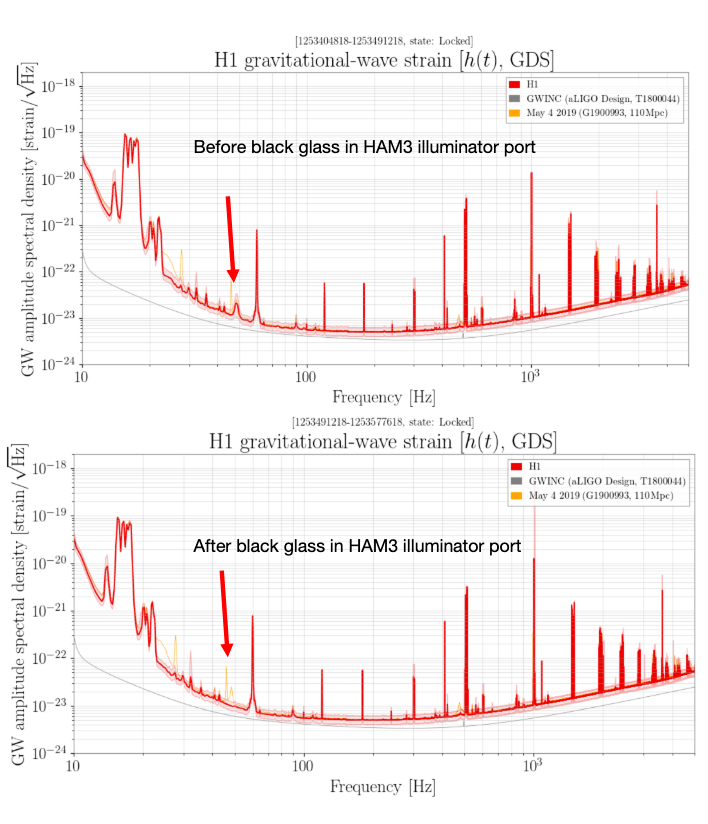 [1253404818-1253491218, state: Locked]
H1 gravitational-wave strain [h(t), GDS]
GW amplitude spectral density [strain/√Hz]
10⁻¹⁸
10⁻¹⁹
10⁻²⁰
10⁻²¹
10⁻²²
10⁻²³
10⁻²⁴
H1
GWINC (aLIGO Design, T1800044)
May 4 2019 (G1900993, 110Mpc)
Before black glass in HAM3 illuminator port
10 100 10³
Frequency [Hz]
[1253491218-1253577618, state: Locked]
H1 gravitational-wave strain [h(t), GDS]
GW amplitude spectral density [strain/√Hz]
10⁻¹⁸
10⁻¹⁹
10⁻²⁰
10⁻²¹
10⁻²²
10⁻²³
10⁻²⁴
H1
GWINC (aLIGO Design, T1800044)
May 4 2019 (G1900993, 110Mpc)
After black glass in HAM3 illuminator port
10 100 10³
Frequency [Hz]